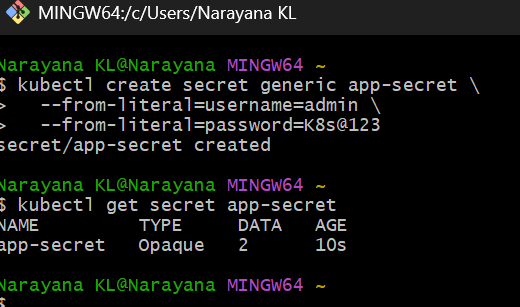 MINGW64:/c/Users/Narayana KL
Narayana KL@Narayana MINGW64 ~
$ kubectl create secret generic app-secret \
>   --from-literal=username=admin \
>   --from-literal=password=K8s@123
secret/app-secret created
Narayana KL@Narayana MINGW64 ~
$ kubectl get secret app-secret
NAME         TYPE     DATA   AGE
app-secret   Opaque   2      10s
Narayana KL@Narayana MINGW64 ~
$